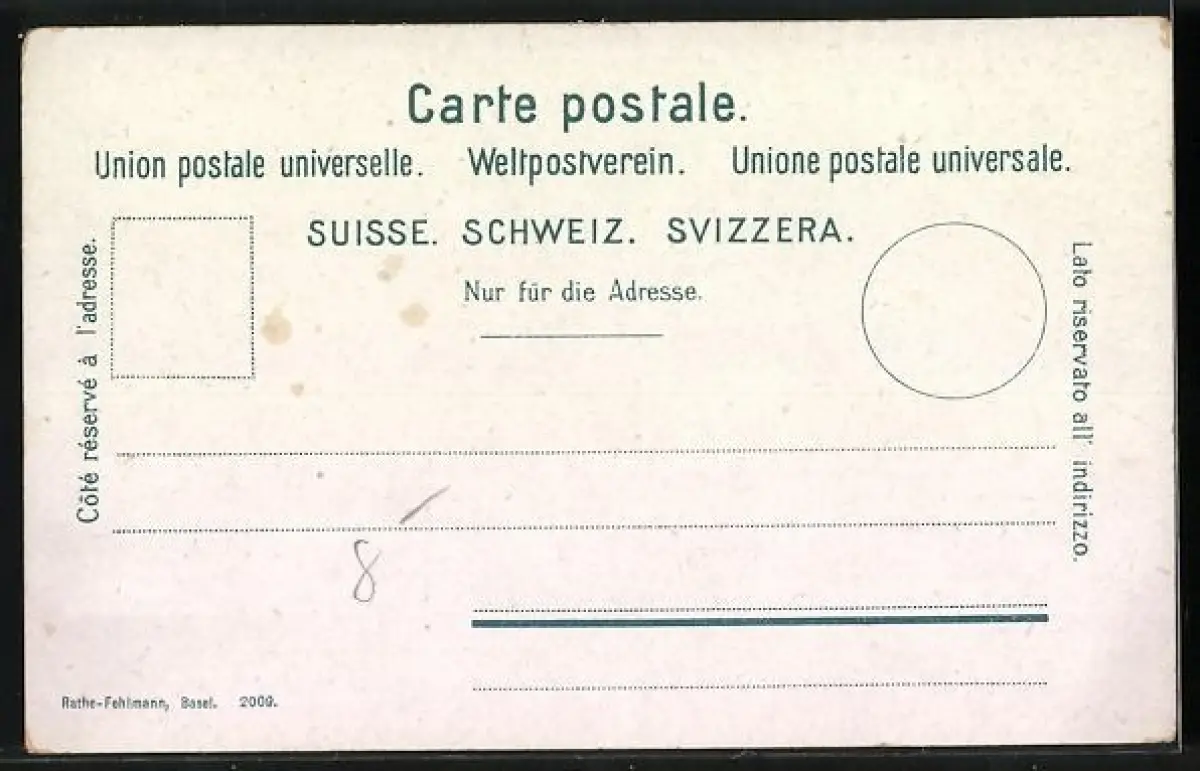 Carte postale.
Union postale universelle. Weltpostverein. Unione postale universale.
SUISSE. SCHWEIZ. SVIZZERA.
Nur für die Adresse.
Côté réservé à l'adresse.
Lato riservato all' indirizzo.
8
Rathe-Fehlmann, Basel. 2009.